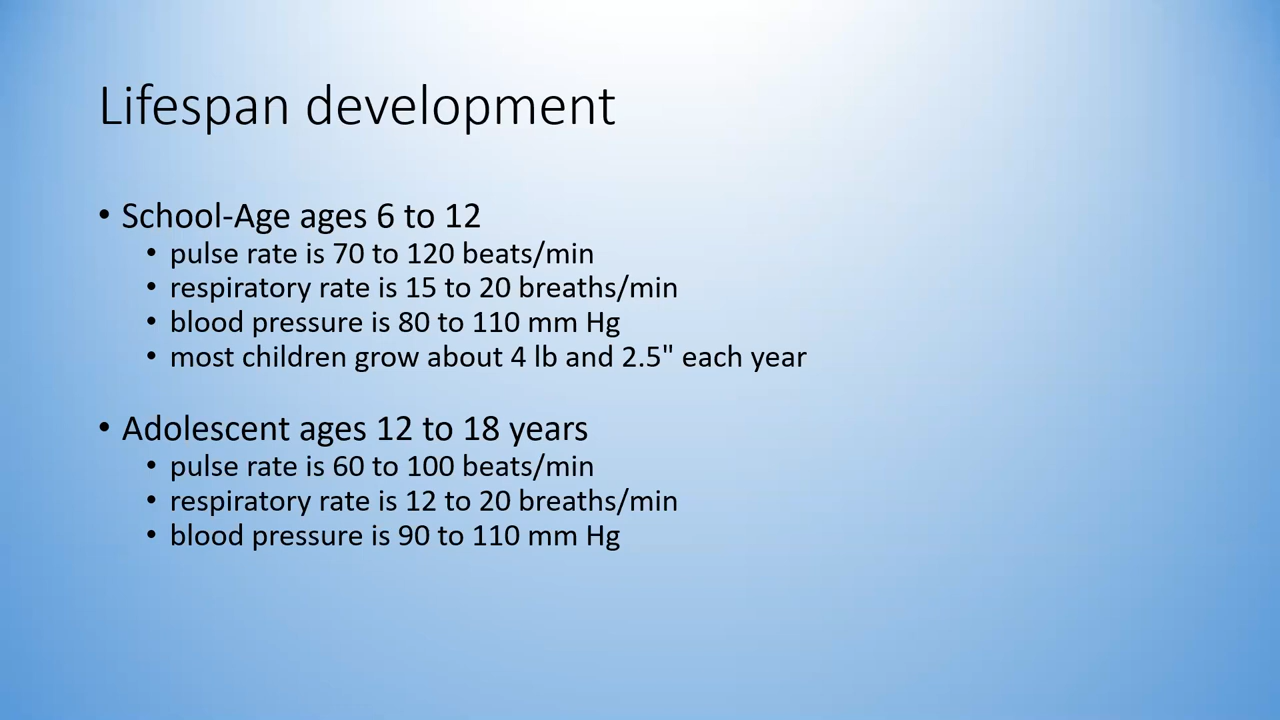 Lifespan development
• School-Age ages 6 to 12
• pulse rate is 70 to 120 beats/min
• respiratory rate is 15 to 20 breaths/min
• blood pressure is 80 to 110 mm Hg
• most children grow about 4 lb and 2.5" each year
• Adolescent ages 12 to 18 years
• pulse rate is 60 to 100 beats/min
• respiratory rate is 12 to 20 breaths/min
• blood pressure is 90 to 110 mm Hg